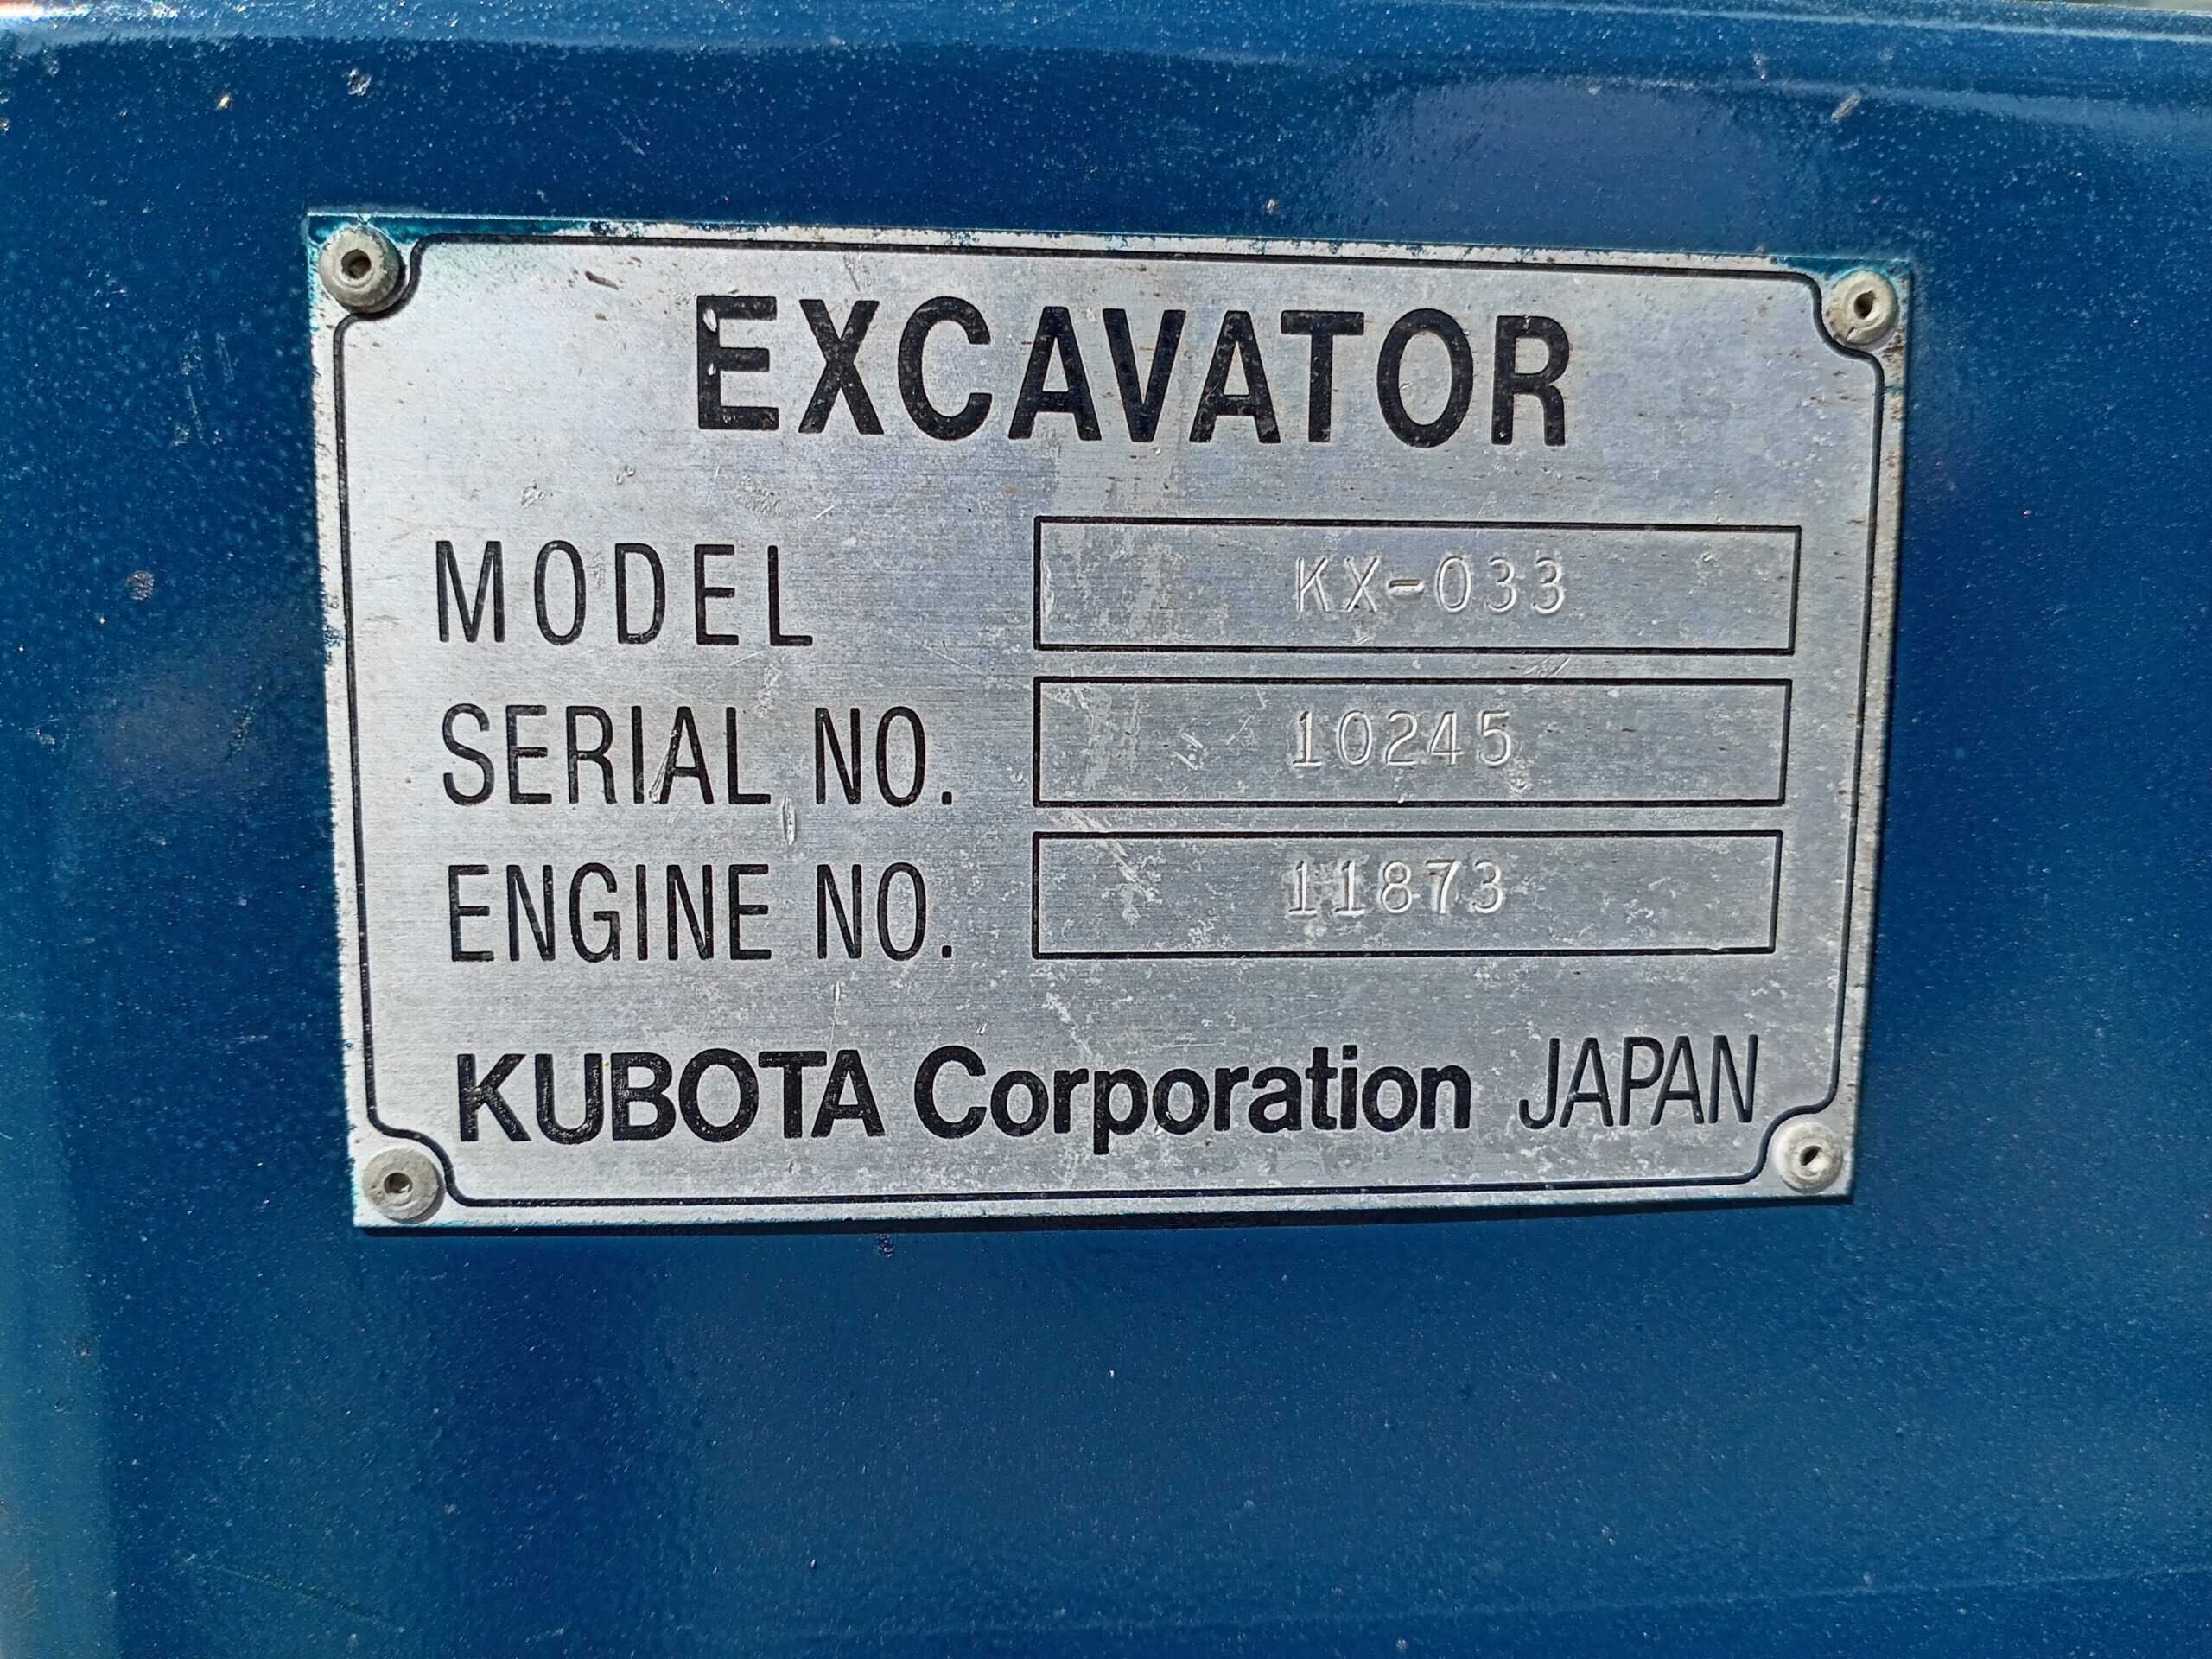 EXCAVATOR
MODEL KX-033
SERIAL NO. 10245
ENGINE NO. 11873
KUBOTA Corporation JAPAN